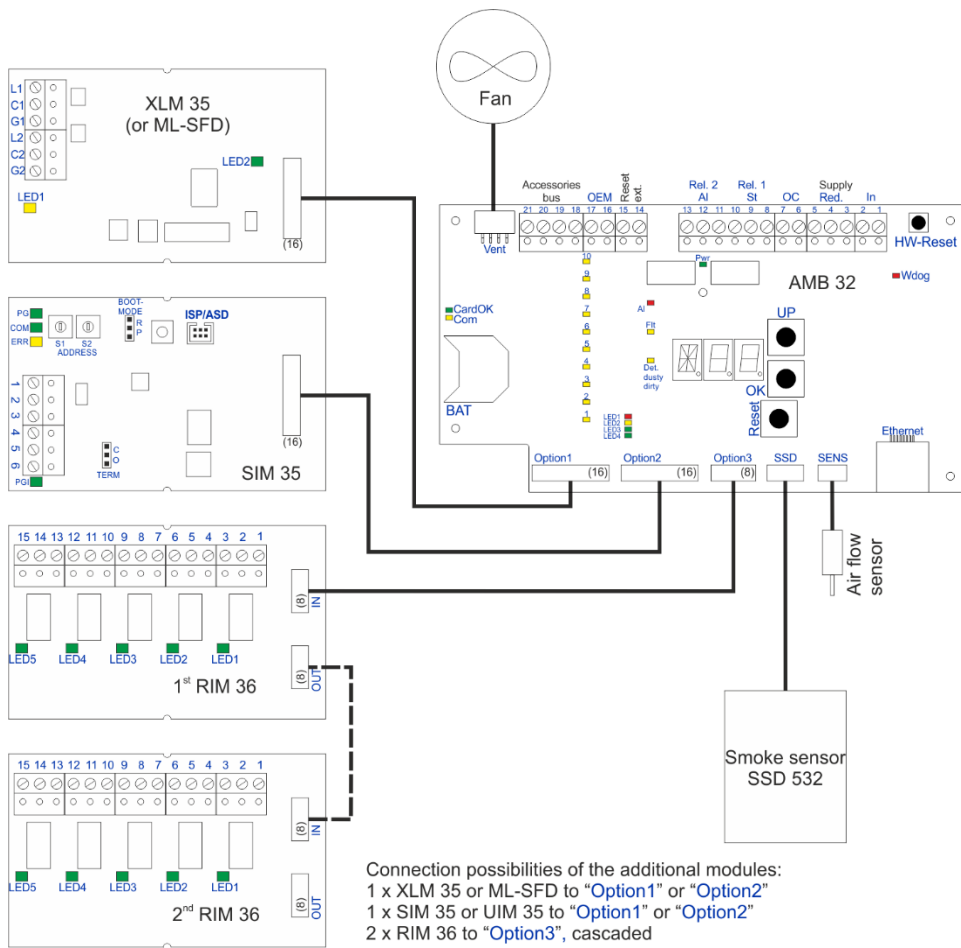 Fan
XLM 35
(or ML-SFD)
L1
C1
G1
L2
C2
G2
LED2
LED1
(16)
Accessories
bus
OEM
Reset
ext.
Rel. 2
Al
Rel. 1
St
OC
Supply
Red.
In
21 20 19 18 17 16 15 14
13 12 11 10 9 8 7 6 5 4 3 2 1
Vent
HW-Reset
Pwr
AMB 32
Wdog
10
9
8
7
6
5
4
3
2
1
CardOK
Com
Al
Flt
Det.
dusty
dirty
UP
OK
Reset
BAT
LED1
LED2
LED3
LED4
Ethernet
Option1
(16)
Option2
(16)
Option3
(8)
SSD
SENS
PG
COM
ERR
S1 S2
ADDRESS
BOOT-
MODE
R
P
ISP/ASD
1
2
3
4
5
6
PGI
C
O
TERM
(16)
SIM 35
Air flow
sensor
15 14 13 12 11 10 9 8 7 6 5 4 3 2 1
(8)
IN
LED5 LED4 LED3 LED2 LED1
(8)
OUT
1st RIM 36
15 14 13 12 11 10 9 8 7 6 5 4 3 2 1
(8)
IN
LED5 LED4 LED3 LED2 LED1
(8)
OUT
2nd RIM 36
Smoke sensor
SSD 532
Connection possibilities of the additional modules:
1 x XLM 35 or ML-SFD to “Option1” or “Option2”
1 x SIM 35 or UIM 35 to “Option1” or “Option2”
2 x RIM 36 to “Option3”, cascaded